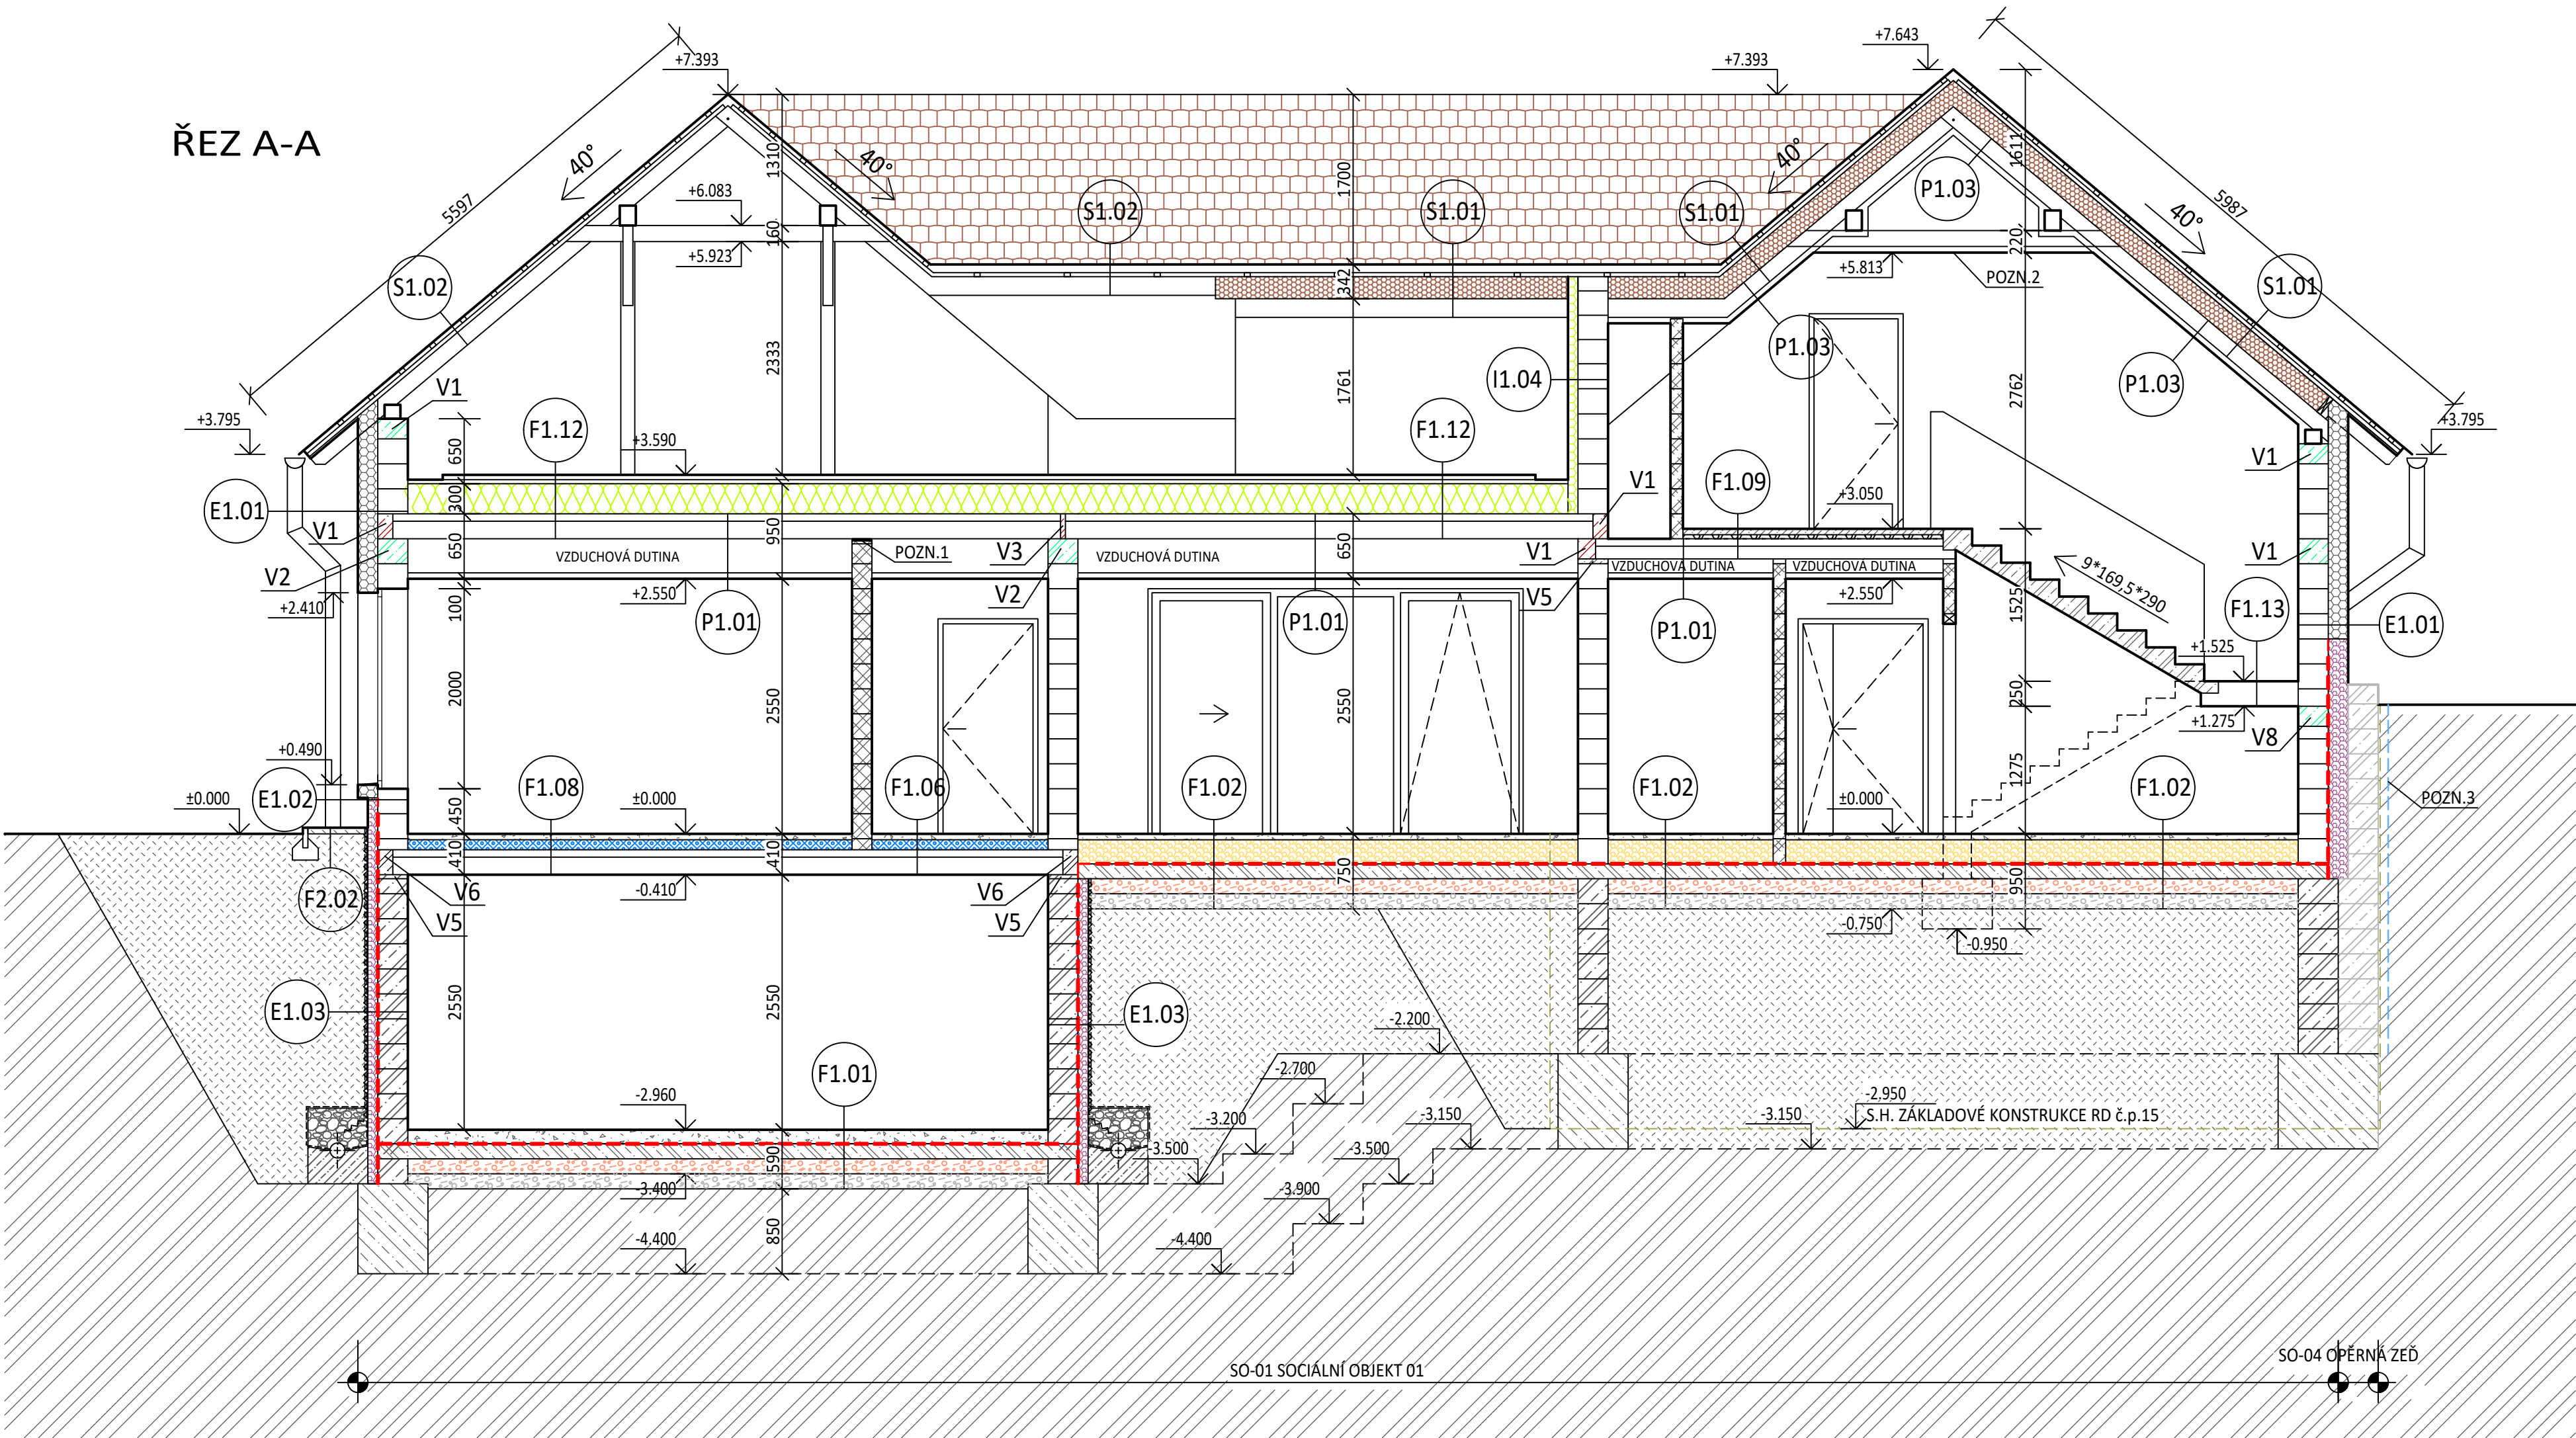 ŘEZ A-A
+7.393
+7.393
+7.643
5597
5987
40°
40°
40°
40°
1310
1700
1611
+6.083
160
+5.923
S1.02
S1.01
S1.01
P1.03
220
+5.813
POZN.2
S1.02
342
S1.01
2333
1761
I1.04
P1.03
2762
P1.03
V1
+3.795
+3.795
F1.12
+3.590
F1.12
650
V1
F1.09
V1
+3.050
300
E1.01
V1
950
650
650
VZDUCHOVÁ DUTINA
POZN.1
V3
VZDUCHOVÁ DUTINA
V1
V1
VZDUCHOVÁ DUTINA
VZDUCHOVÁ DUTINA
V2
+2.550
V2
V5
+2.550
9*169,5*290
+2.410
100
P1.01
P1.01
P1.01
1525
F1.13
E1.01
+1.525
2000
2550
2550
250
+1.275
V8
+0.490
E1.02
F1.08
F1.06
F1.02
F1.02
1275
F1.02
POZN.3
±0.000
450
±0.000
±0.000
410
410
750
F2.02
V6
-0.410
V6
950
V5
V5
-0.750
-0.950
E1.03
2550
2550
E1.03
-2.200
F1.01
-2.700
-2.960
-2.950
-3.200
-3.150
-3.150
S.H. ZÁKLADOVÉ KONSTRUKCE RD č.p.15
590
-3.500
-3.500
-3.400
-3.900
850
-4.400
-4.400
SO-01 SOCIÁLNÍ OBJEKT 01
SO-04 OPĚRNÁ ZEĎ